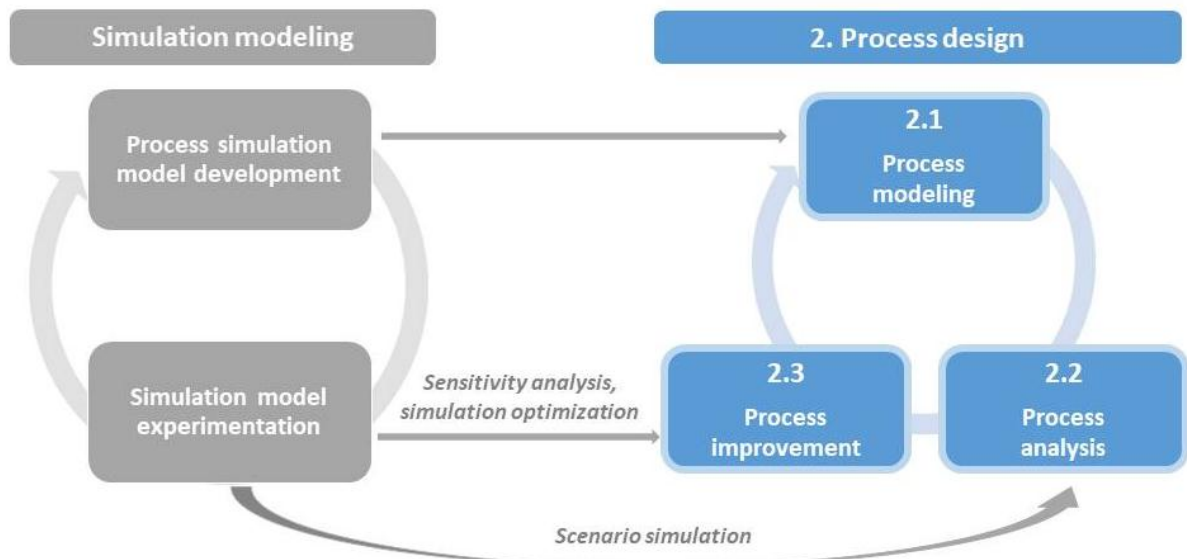 Simulation modeling
2. Process design
Process simulation
model development
2.1
Process
modeling
Simulation model
experimentation
Sensitivity analysis,
simulation optimization
2.3
Process
improvement
2.2
Process
analysis
Scenario simulation